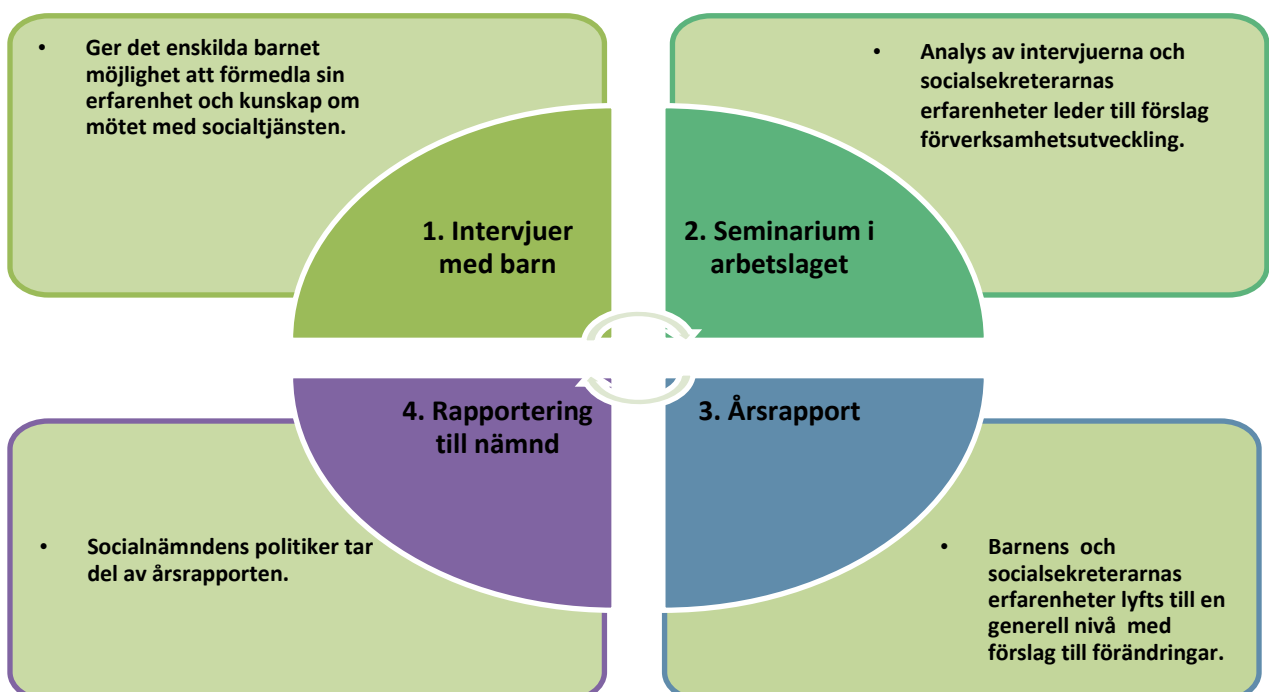 • Ger det enskilda barnet
möjlighet att förmedla sin
erfarenhet och kunskap om
mötet med socialtjänsten.
• Analys av intervjuerna och
socialsekreterarnas
erfarenheter leder till förslag
förverksamhetsutveckling.
1. Intervjuer
med barn
2. Seminarium i
arbetslaget
4. Rapportering
till nämnd
3. Årsrapport
• Socialnämndens politiker tar
del av årsrapporten.
• Barnens och
socialsekreterarnas
erfarenheter lyfts till en
generell nivå med
förslag till förändringar.